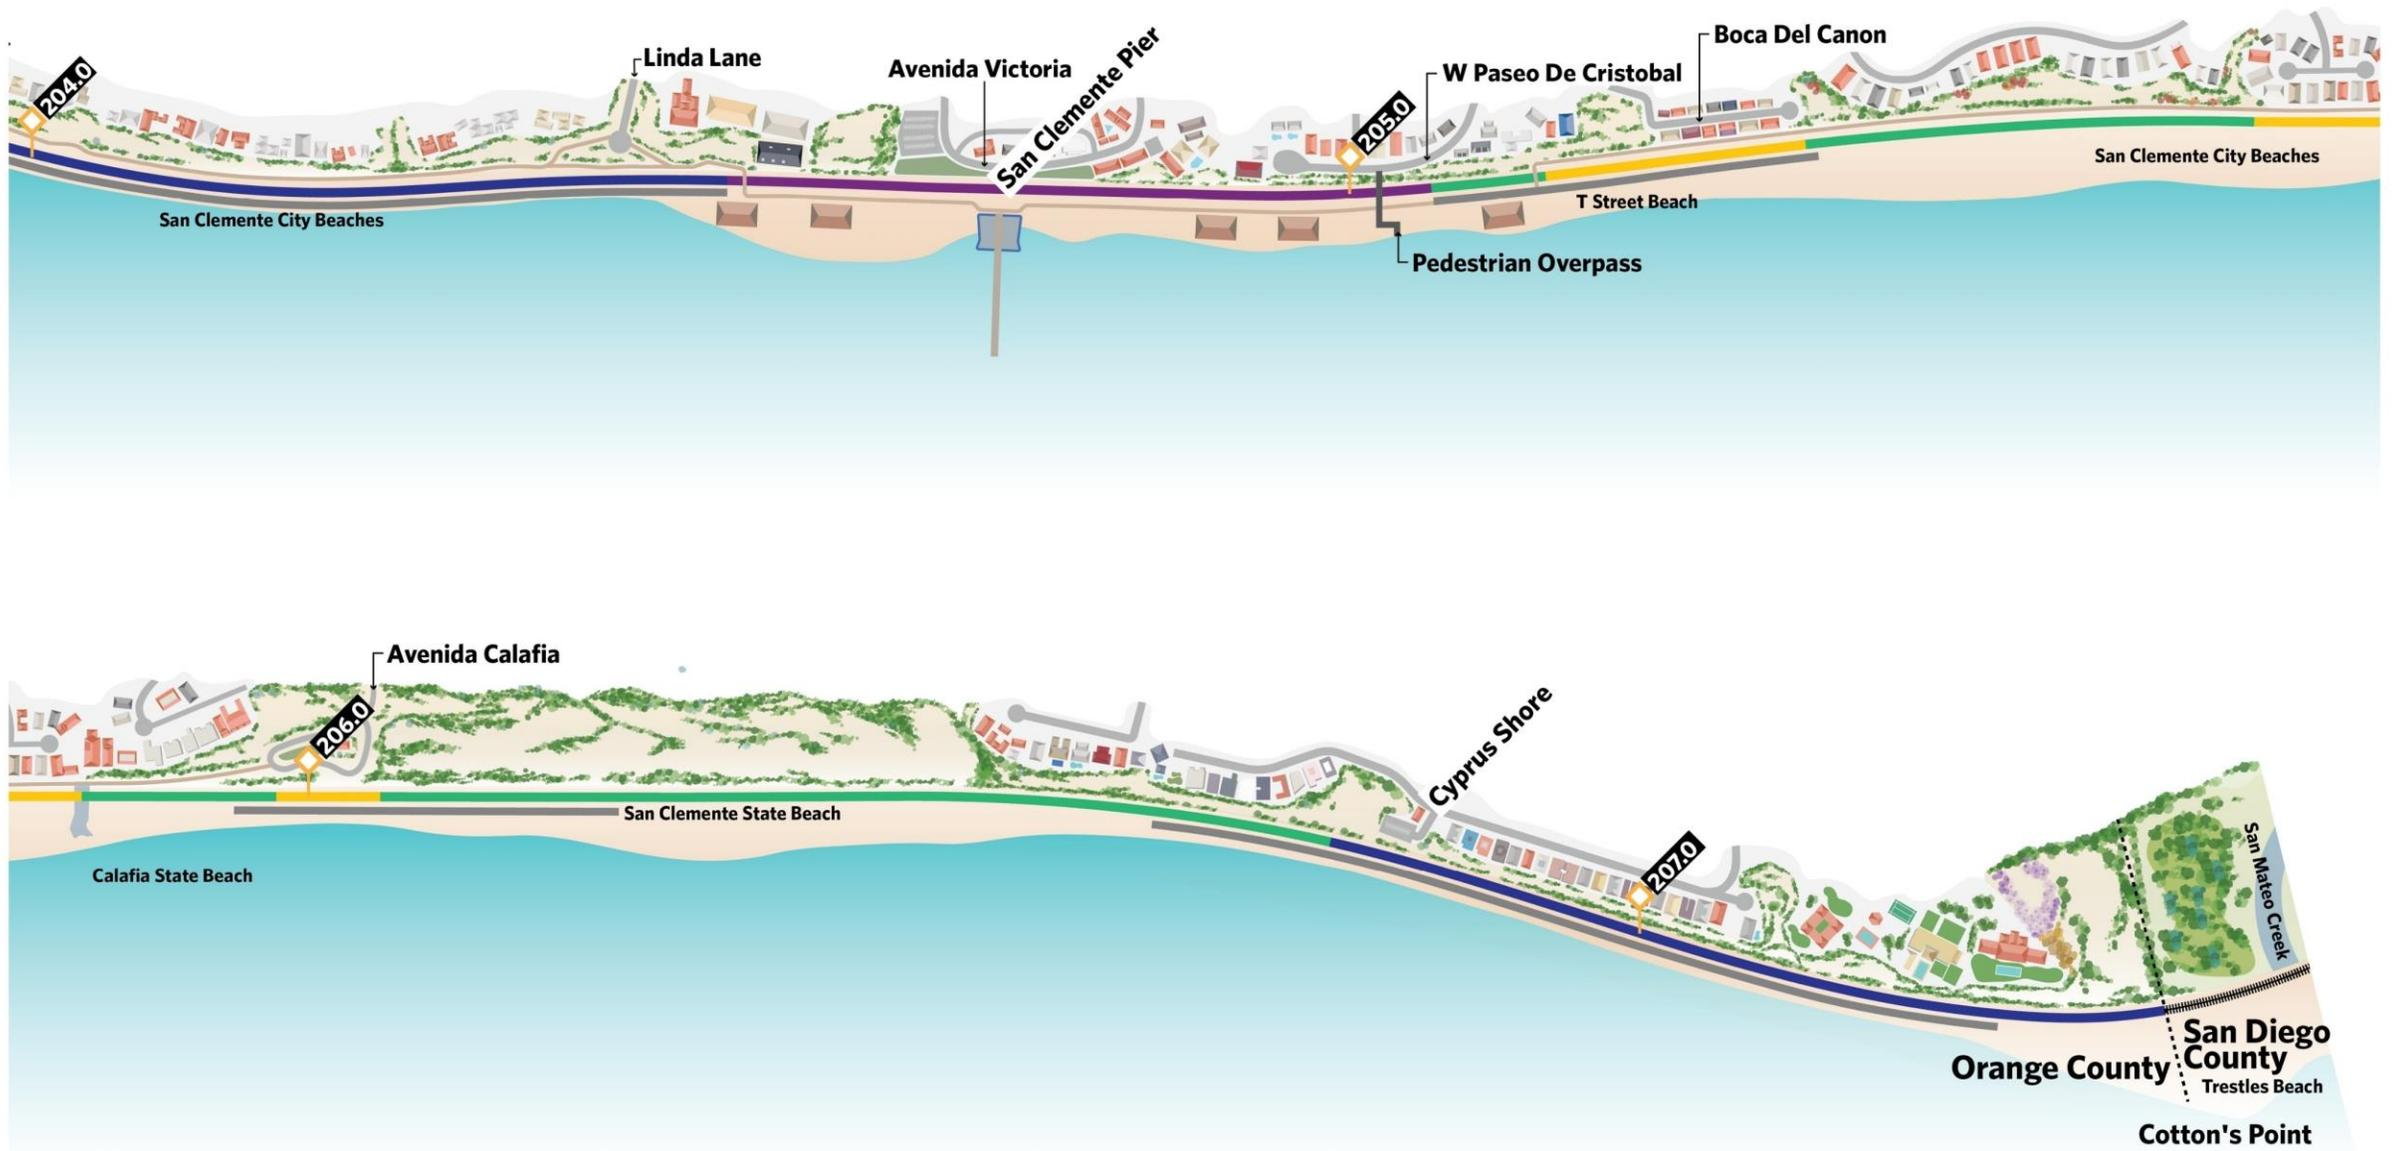 204.0
Linda Lane
Avenida Victoria
San Clemente Pier
205.0
W Paseo De Cristobal
Boca Del Canon
San Clemente City Beaches
San Clemente City Beaches
T Street Beach
Pedestrian Overpass
Avenida Calafia
206.0
San Clemente State Beach
Calafia State Beach
Cyprus Shore
207.0
San Mateo Creek
Orange County
San Diego
County
Trestles Beach
Cotton's Point